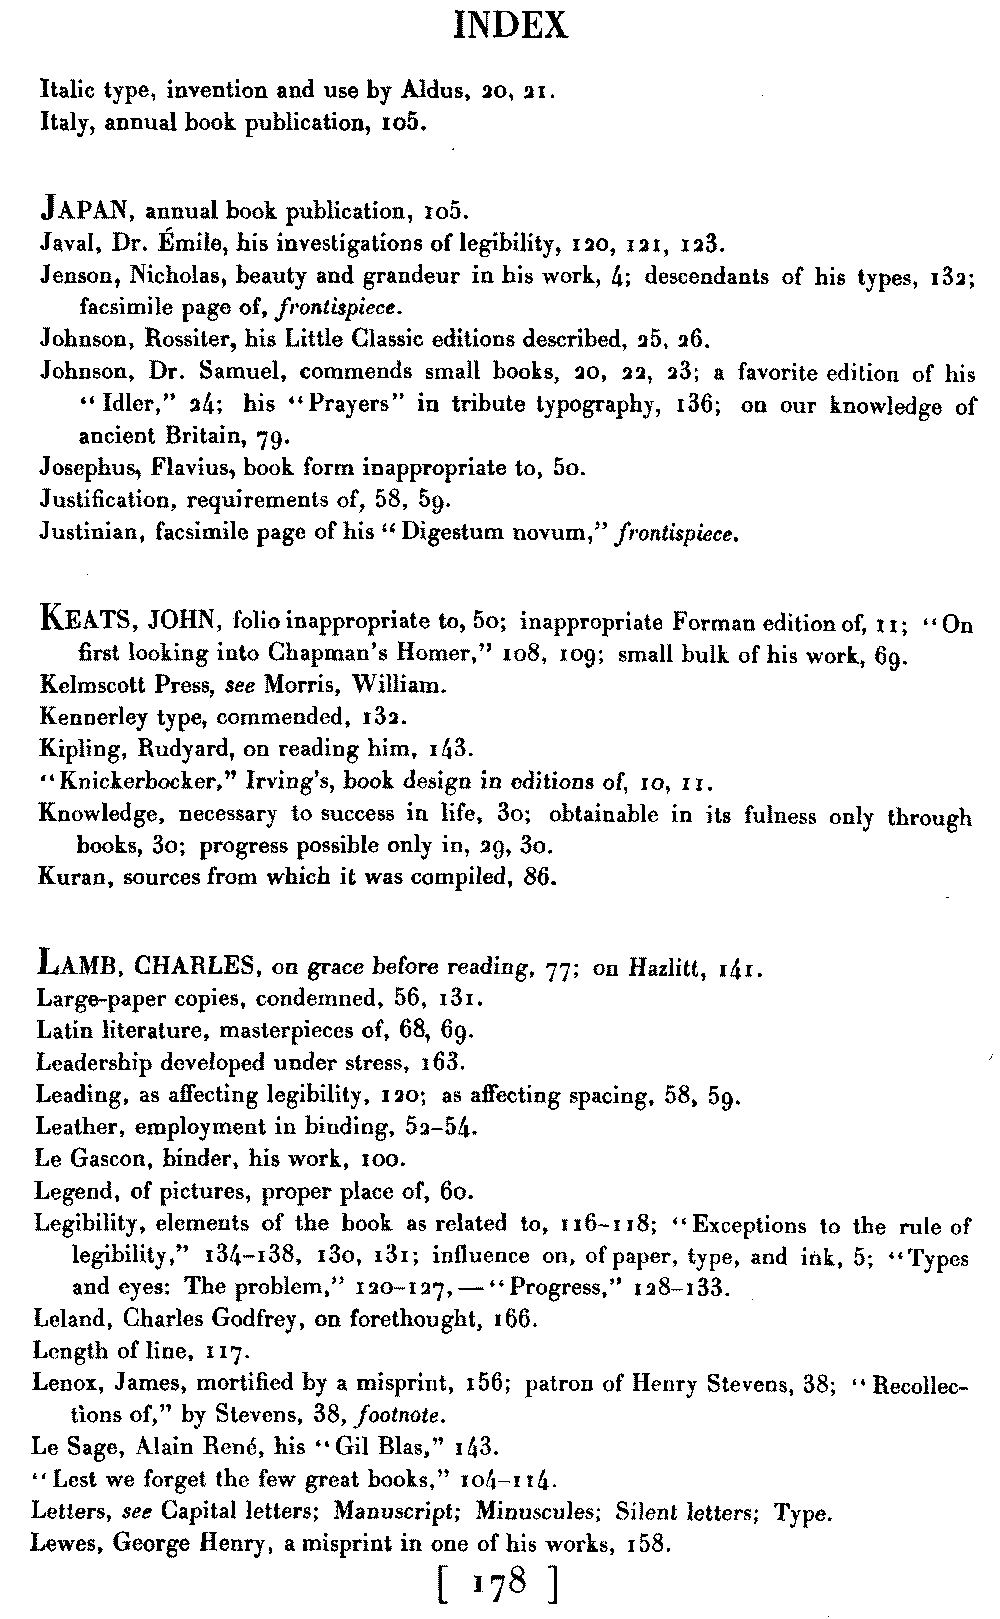 INDEX
Italic type, invention and use by Aldus, 20, 21.
Italy, annual book publication, 105.
JAPAN, annual book publication, 105.
Javal, Dr. Émile, his investigations of legibility, 120, 121, 123.
Jenson, Nicholas, beauty and grandeur in his work, 4; descendants of his types, 132;
facsimile page of, frontispiece.
Johnson, Rossiter, his Little Classic editions described, 25, 26.
Johnson, Dr. Samuel, commends small books, 20, 22, 23; a favorite edition of his
“Idler,” 24; his “Prayers” in tribute typography, 136; on our knowledge of
ancient Britain, 79.
Josephus, Flavius, book form inappropriate to, 50.
Justification, requirements of, 58, 59.
Justinian, facsimile page of his “Digestum novum,” frontispiece.
KEATS, JOHN, folio inappropriate to, 50; inappropriate Forman edition of, 11; “On
first looking into Chapman's Homer,” 108, 109; small bulk of his work, 69.
Kelmscott Press, see Morris, William.
Kennerley type, commended, 132.
Kipling, Rudyard, on reading him, 143.
“Knickerbocker,” Irving's, book design in editions of, 10, 11.
Knowledge, necessary to success in life, 30; obtainable in its fulness only through
books, 30; progress possible only in, 29, 30.
Kuran, sources from which it was compiled, 86.
LAMB, CHARLES, on grace before reading, 77; on Hazlitt, 141.
Large-paper copies, condemned, 56, 131.
Latin literature, masterpieces of, 68, 69.
Leadership developed under stress, 163.
Leading, as affecting legibility, 120; as affecting spacing, 58, 59.
Leather, employment in binding, 52–54.
Le Gascon, binder, his work, 100.
Legend, of pictures, proper place of, 60.
Legibility, elements of the book as related to, 116–118; “Exceptions to the rule of
legibility,” 134–138, 130, 131; influence on, of paper, type, and ink, 5; “Types
and eyes: The problem,” 120–127,—“Progress,” 128–133.
Leland, Charles Godfrey, on forethought, 166.
Length of line, 117.
Lenox, James, mortified by a misprint, 156; patron of Henry Stevens, 38; “Recollec-
tions of,” by Stevens, 38, footnote.
Le Sage, Alain René, his “Gil Blas,” 143.
“Lest we forget the few great books,” 104–114.
Letters, see Capital letters; Manuscript; Minuscules; Silent letters; Type.
Lewes, George Henry, a misprint in one of his works, 158.
[ 178 ]